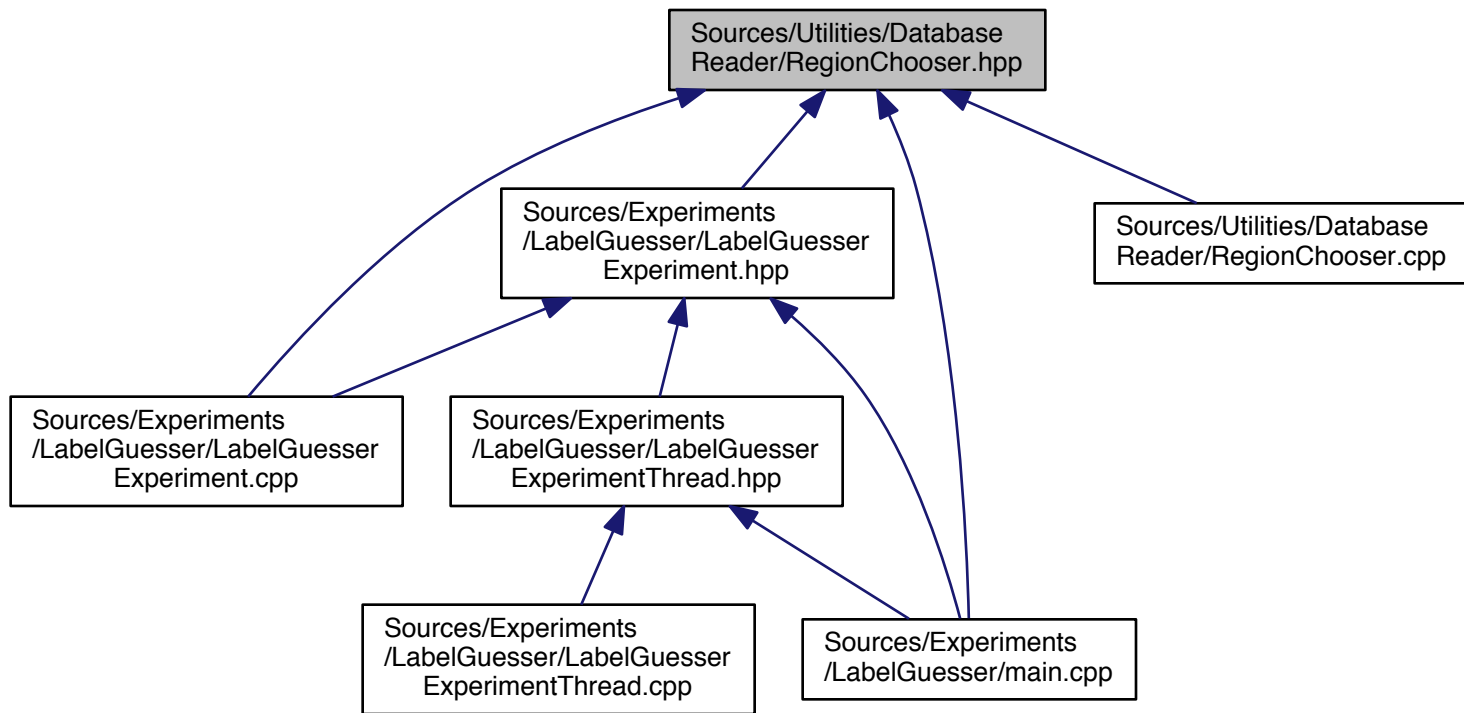 Sources/Utilities/Database
Reader/RegionChooser.hpp
Sources/Experiments
/LabelGuesser/LabelGuesser
Experiment.hpp
Sources/Utilities/Database
Reader/RegionChooser.cpp
Sources/Experiments
/LabelGuesser/LabelGuesser
Experiment.cpp
Sources/Experiments
/LabelGuesser/LabelGuesser
ExperimentThread.hpp
Sources/Experiments
/LabelGuesser/LabelGuesser
ExperimentThread.cpp
Sources/Experiments
/LabelGuesser/main.cpp